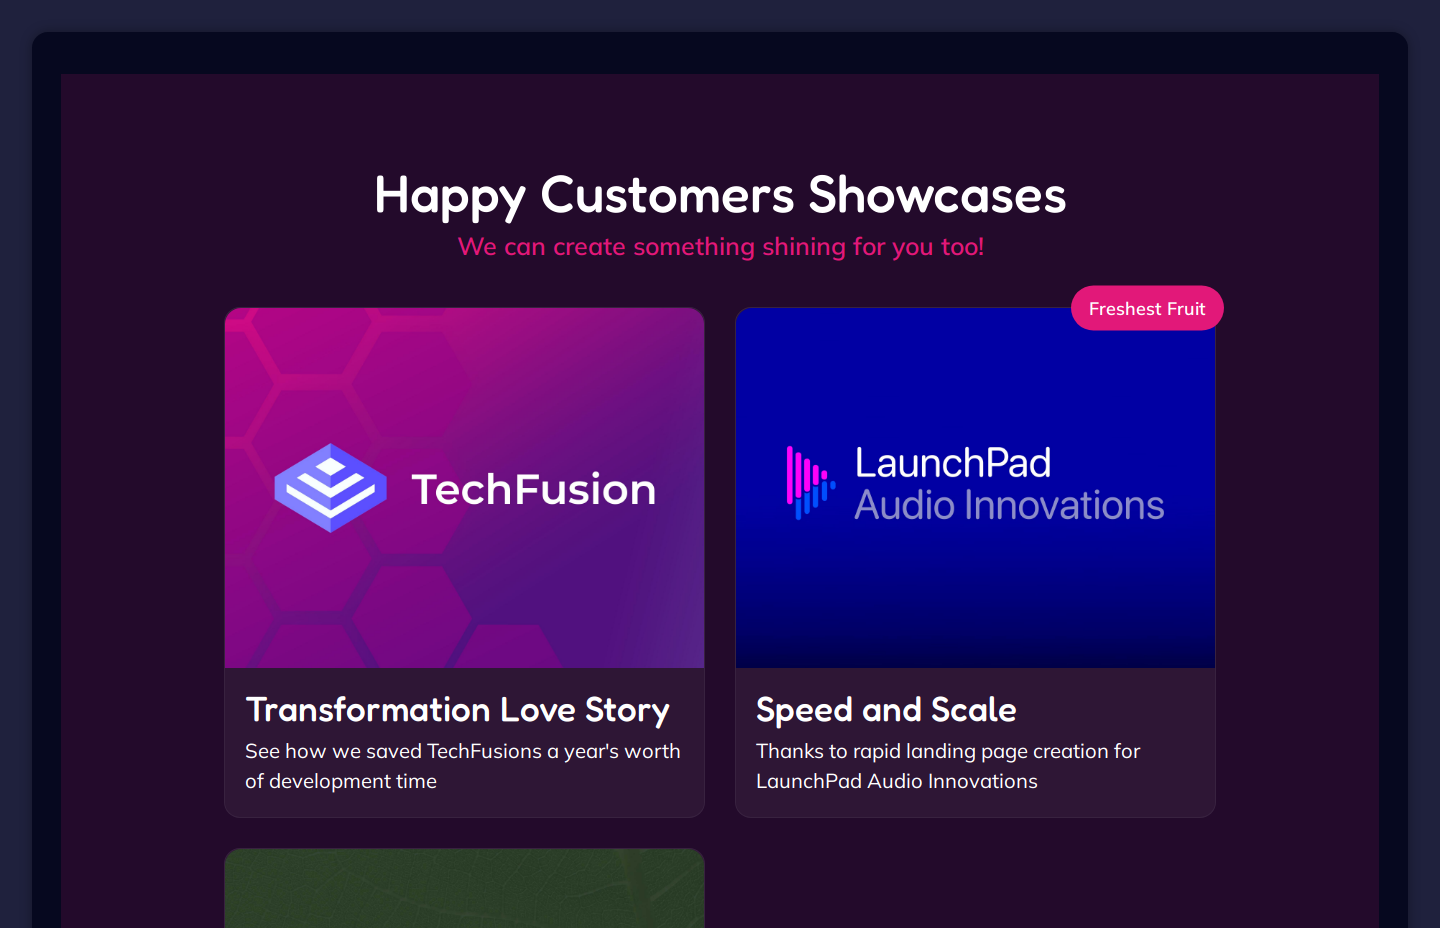 Happy Customers Showcases
We can create something shining for you too!
TechFusion
Transformation Love Story
See how we saved TechFusions a year's worth
of development time
Freshest Fruit
LaunchPad
Audio Innovations
Speed and Scale
Thanks to rapid landing page creation for
LaunchPad Audio Innovations